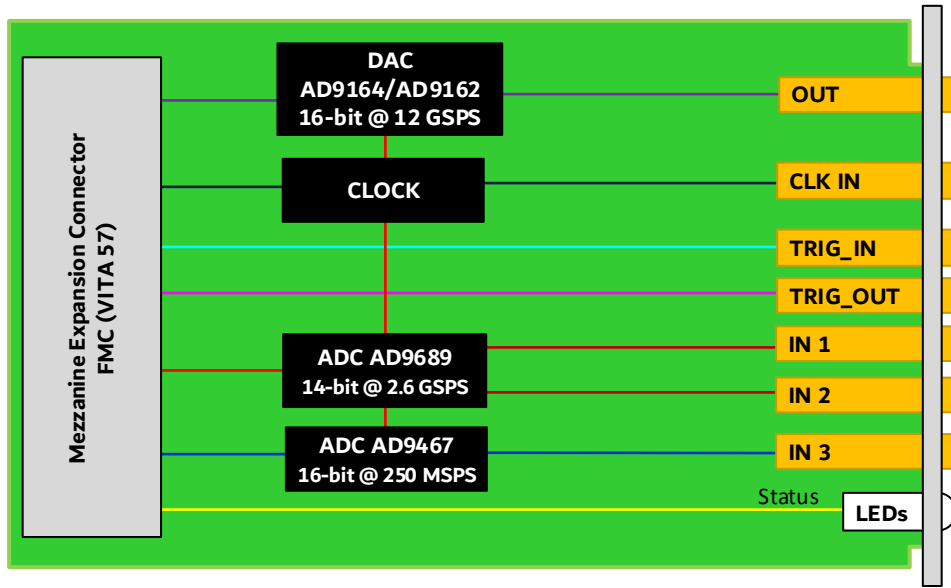 Mezzanine Expansion Connector
FMC (VITA 57)
DAC
AD9164/AD9162
16-bit @ 12 GSPS
OUT
CLOCK
CLK IN
TRIG_IN
TRIG_OUT
ADC AD9689
14-bit @ 2.6 GSPS
IN 1
IN 2
ADC AD9467
16-bit @ 250 MSPS
IN 3
Status
LEDs